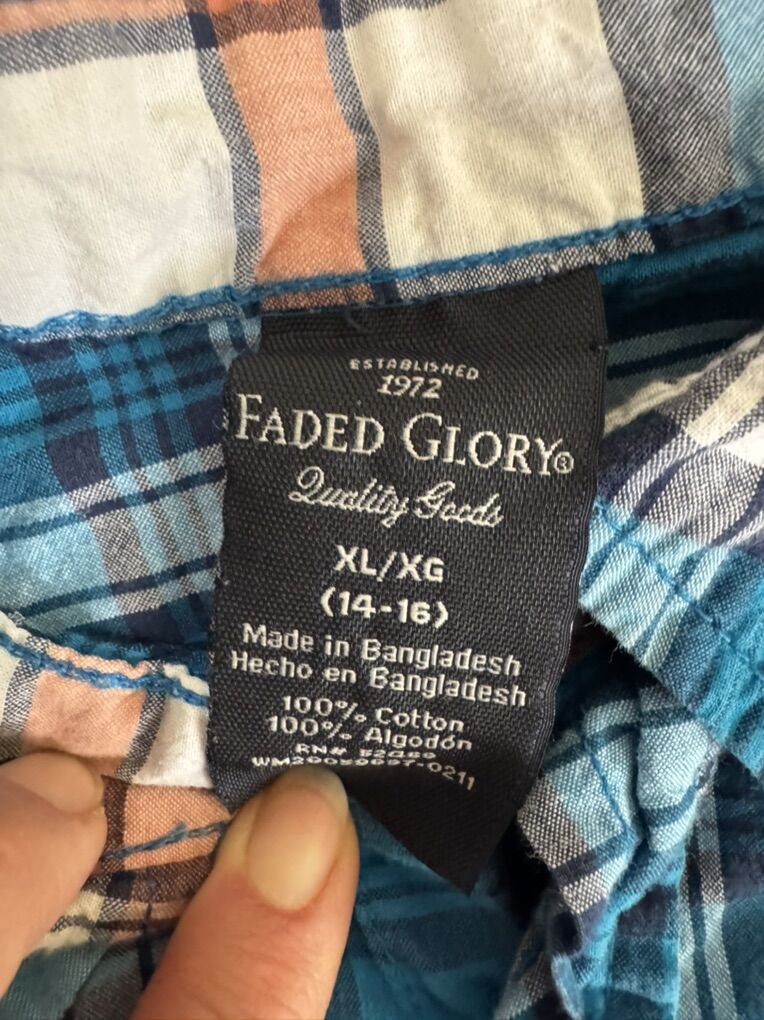 ESTABLISHED
1972
FADED GLORY®
Quality Goods
XL/XG
(14-16)
Made in Bangladesh
Hecho en Bangladesh
100% Cotton
100% Algodón
RN#